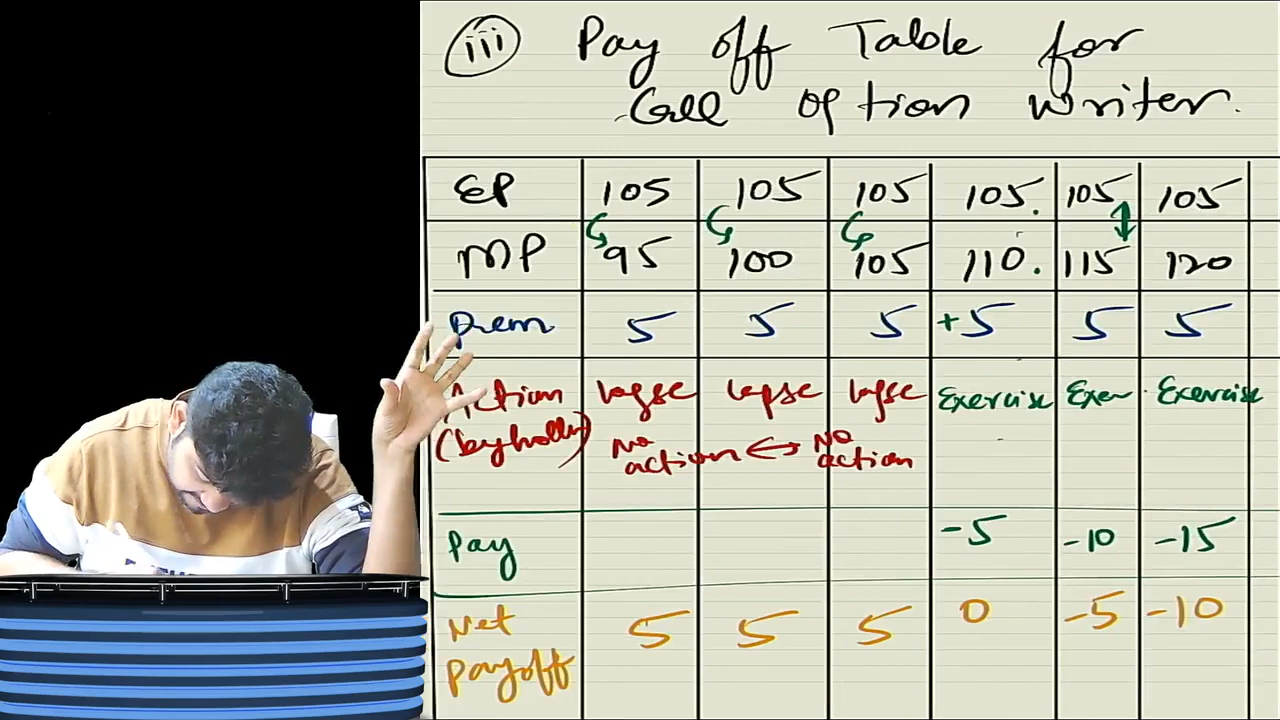 iii Pay off Table for
Call option writer.
EP 105 105 105 105. 105 105
MP 95 100 105 110. 115 120
Prem 5 5 5 +5 5 5
Action lapse lapse lapse Exercise Exer. Exercise
(by holder) No action ↔ No action
Pay -5 -10 -15
Net Payoff 5 5 5 0 -5 -10